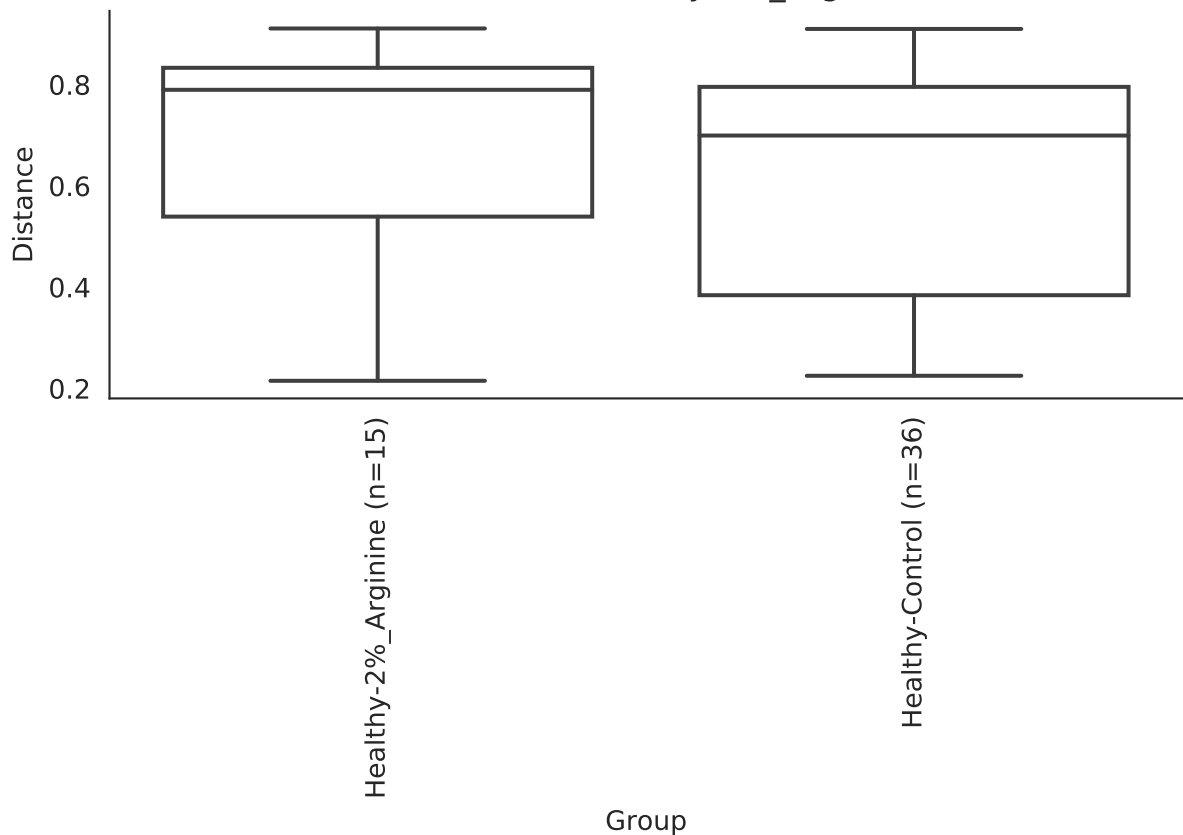 Distance
0.8
0.6
0.4
0.2
Healthy-2%_Arginine (n=15)
Healthy-Control (n=36)
Group